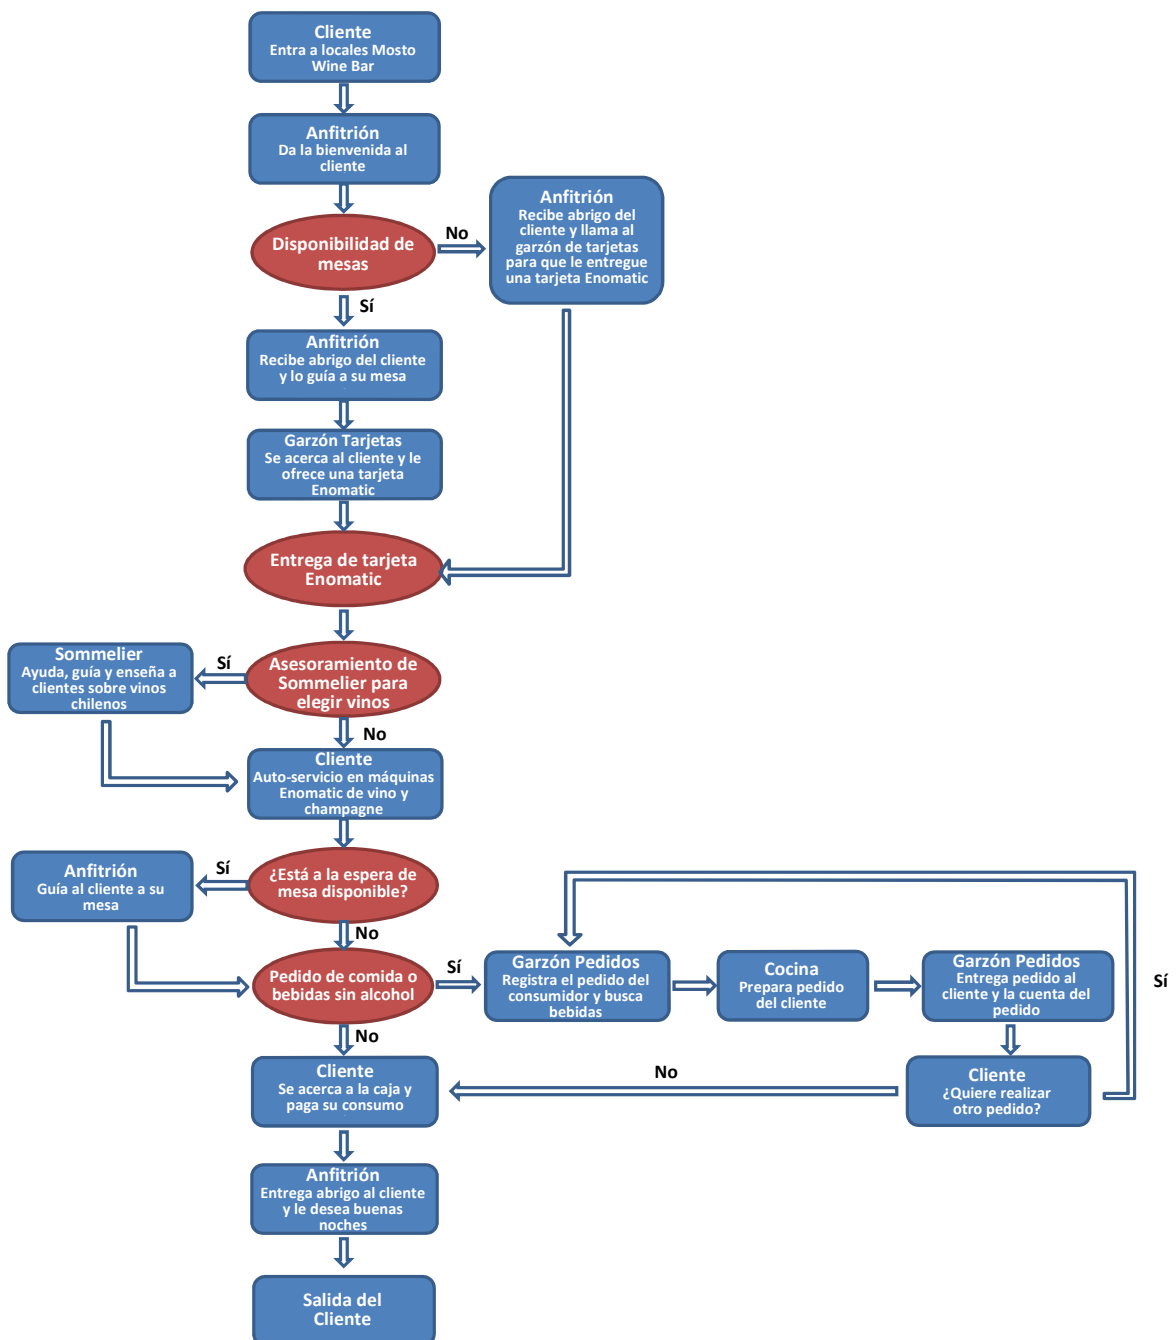 Cliente
Entra a locales Mosto
Wine Bar
Anfitrión
Da la bienvenida al
cliente
Disponibilidad de
mesas
No
Anfitrión
Recibe abrigo del
cliente y llama al
garzón de tarjetas
para que le entregue
una tarjeta Enomatic
Sí
Anfitrión
Recibe abrigo del cliente
y lo guía a su mesa
Garzón Tarjetas
Se acerca al cliente y le
ofrece una tarjeta
Enomatic
Entrega de tarjeta
Enomatic
Sommelier
Ayuda, guía y enseña a
clientes sobre vinos
chilenos
Sí
Asesoramiento de
Sommelier para
elegir vinos
No
Cliente
Auto-servicio en máquinas
Enomatic de vino y
champagne
Anfitrión
Guía al cliente a su
mesa
Sí
¿Está a la espera de
mesa disponible?
No
Pedido de comida o
bebidas sin alcohol
Sí
Garzón Pedidos
Registra el pedido del
consumidor y busca
bebidas
Cocina
Prepara pedido
del cliente
Garzón Pedidos
Entrega pedido al
cliente y la cuenta del
pedido
Sí
No
Cliente
Se acerca a la caja y
paga su consumo
No
Cliente
¿Quiere realizar
otro pedido?
Anfitrión
Entrega abrigo al cliente
y le desea buenas
noches
Salida del
Cliente